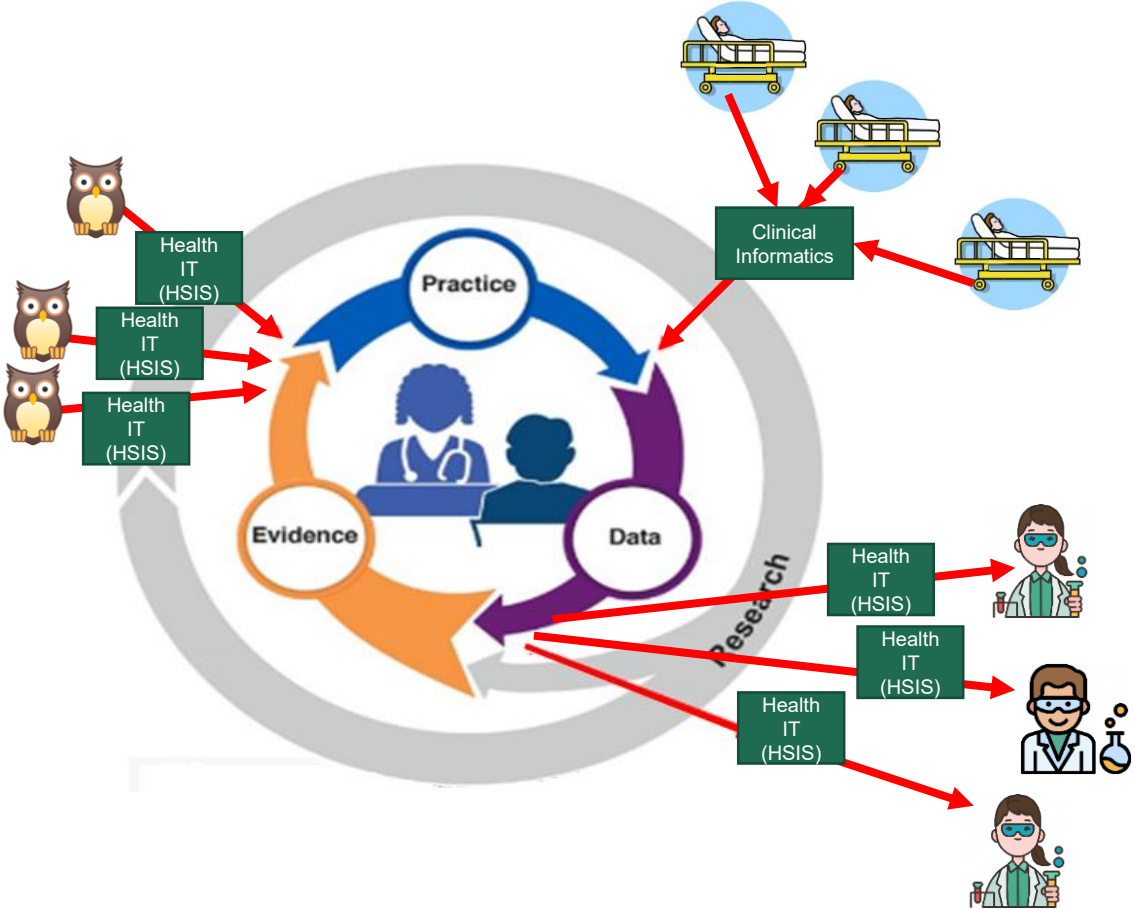 Clinical
Informatics
Health
IT
(HSIS)
Practice
Health
IT
(HSIS)
Health
IT
(HSIS)
Evidence
Data
Research
Health
IT
(HSIS)
Health
IT
(HSIS)
Health
IT
(HSIS)